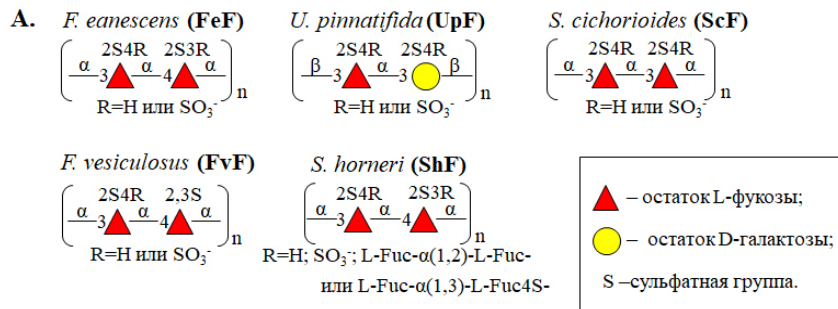 А. F. eanescens (FeF) U. pinnatifida (UpF) S. cichorioides (ScF)
2S4R 2S3R 2S4R 2S4R 2S4R 2S4R
α 3 α 4 α n β 3 α 3 β n α 3 α 3 α n
R=H или SO₃⁻ R=H или SO₃⁻ R=H или SO₃⁻
F. vesiculosus (FvF) S. horneri (ShF)
2S4R 2,3S 2S4R 2S3R
α 3 α 4 α n α 3 α 4 α n
R=H или SO₃⁻ R=H; SO₃⁻; L-Fuc-α(1,2)-L-Fuc-
или L-Fuc-α(1,3)-L-Fuc4S-
– остаток L-фукозы;
– остаток D-галактозы;
S –сульфатная группа.